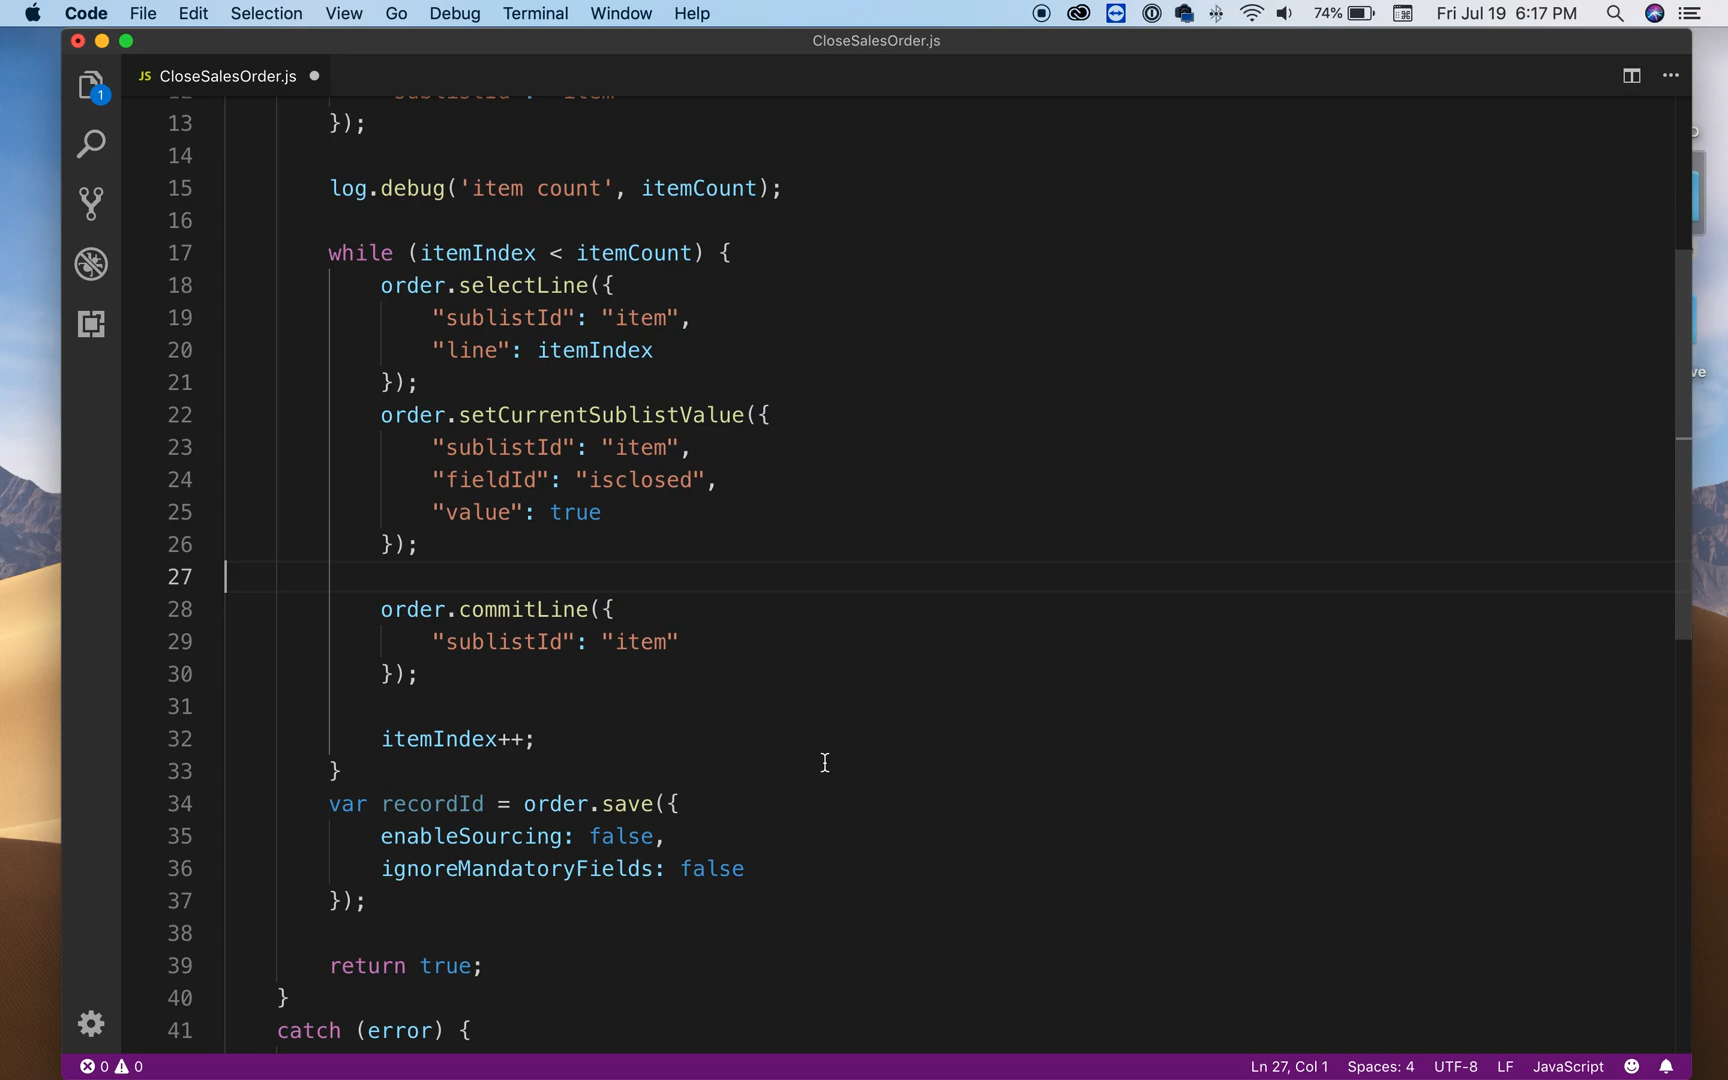 Code File Edit Selection View Go Debug Terminal Window Help 74% Fri Jul 19 6:17 PM
CloseSalesOrder.js
JS CloseSalesOrder.js
1
13 });
14
15 log.debug('item count', itemCount);
16
17 while (itemIndex < itemCount) {
18 order.selectLine({
19 "sublistId": "item",
20 "line": itemIndex
21 });
22 order.setCurrentSublistValue({
23 "sublistId": "item",
24 "fieldId": "isclosed",
25 "value": true
26 });
27
28 order.commitLine({
29 "sublistId": "item"
30 });
31
32 itemIndex++;
33 }
34 var recordId = order.save({
35 enableSourcing: false,
36 ignoreMandatoryFields: false
37 });
38
39 return true;
40 }
41 catch (error) {
0 0 Ln 27, Col 1 Spaces: 4 UTF-8 LF JavaScript